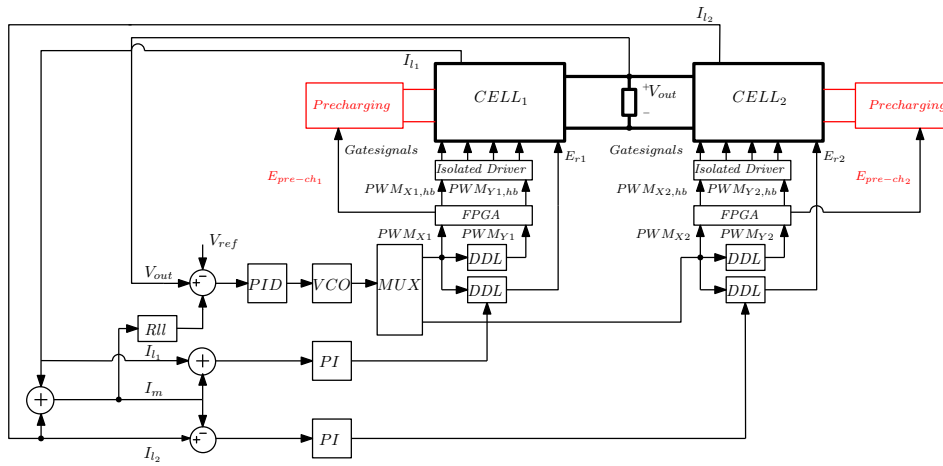 I_{l_2}
I_{l_1}
Precharging
CELL_1
+
V_{out}
-
CELL_2
Precharging
Gatesignals
E_{r1}
Gatesignals
E_{r2}
E_{pre-ch_1}
Isolated Driver
Isolated Driver
E_{pre-ch_2}
PWM_{X1,hb}
PWM_{Y1,hb}
PWM_{X2,hb}
PWM_{Y2,hb}
FPGA
FPGA
PWM_{X1}
PWM_{Y1}
PWM_{X2}
PWM_{Y2}
V_{ref}
DDL
DDL
V_{out}
-
PID
VCO
MUX
DDL
DDL
Rll
I_{l_1}
+
PI
I_m
+
-
PI
I_{l_2}